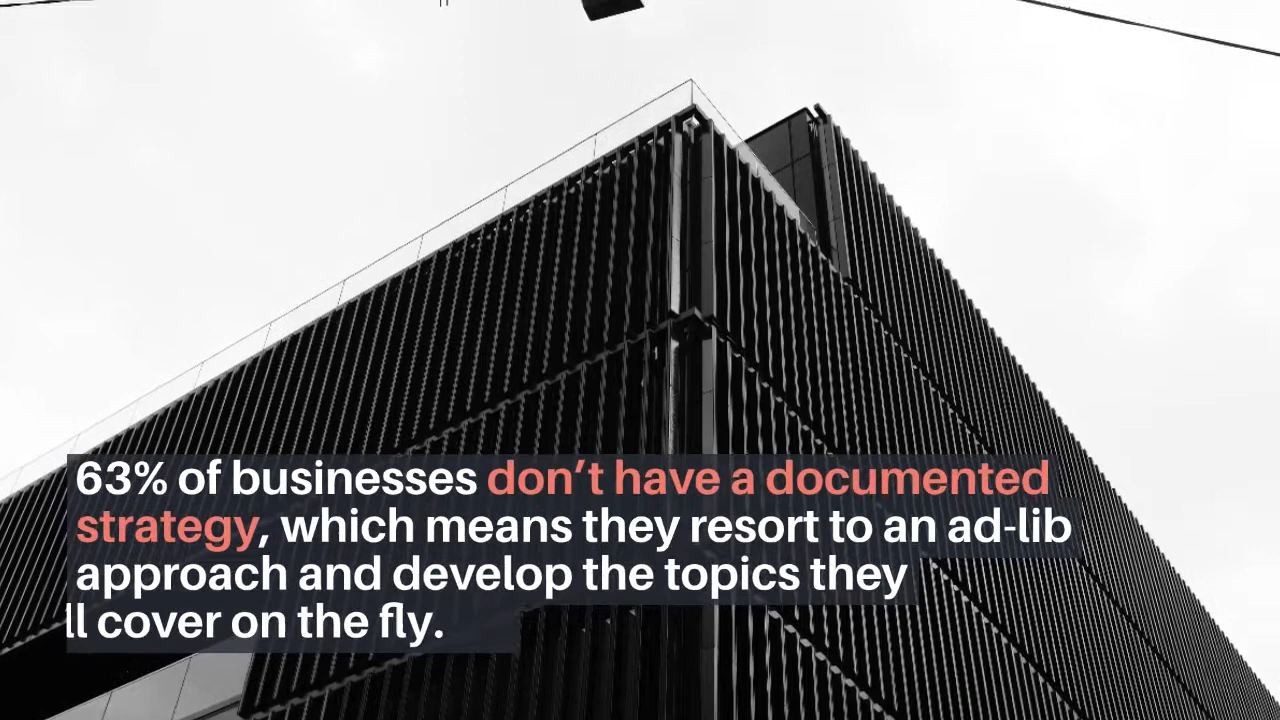 63% of businesses don't have a documented
strategy, which means they resort to an ad-lib
approach and develop the topics they
ll cover on the fly.